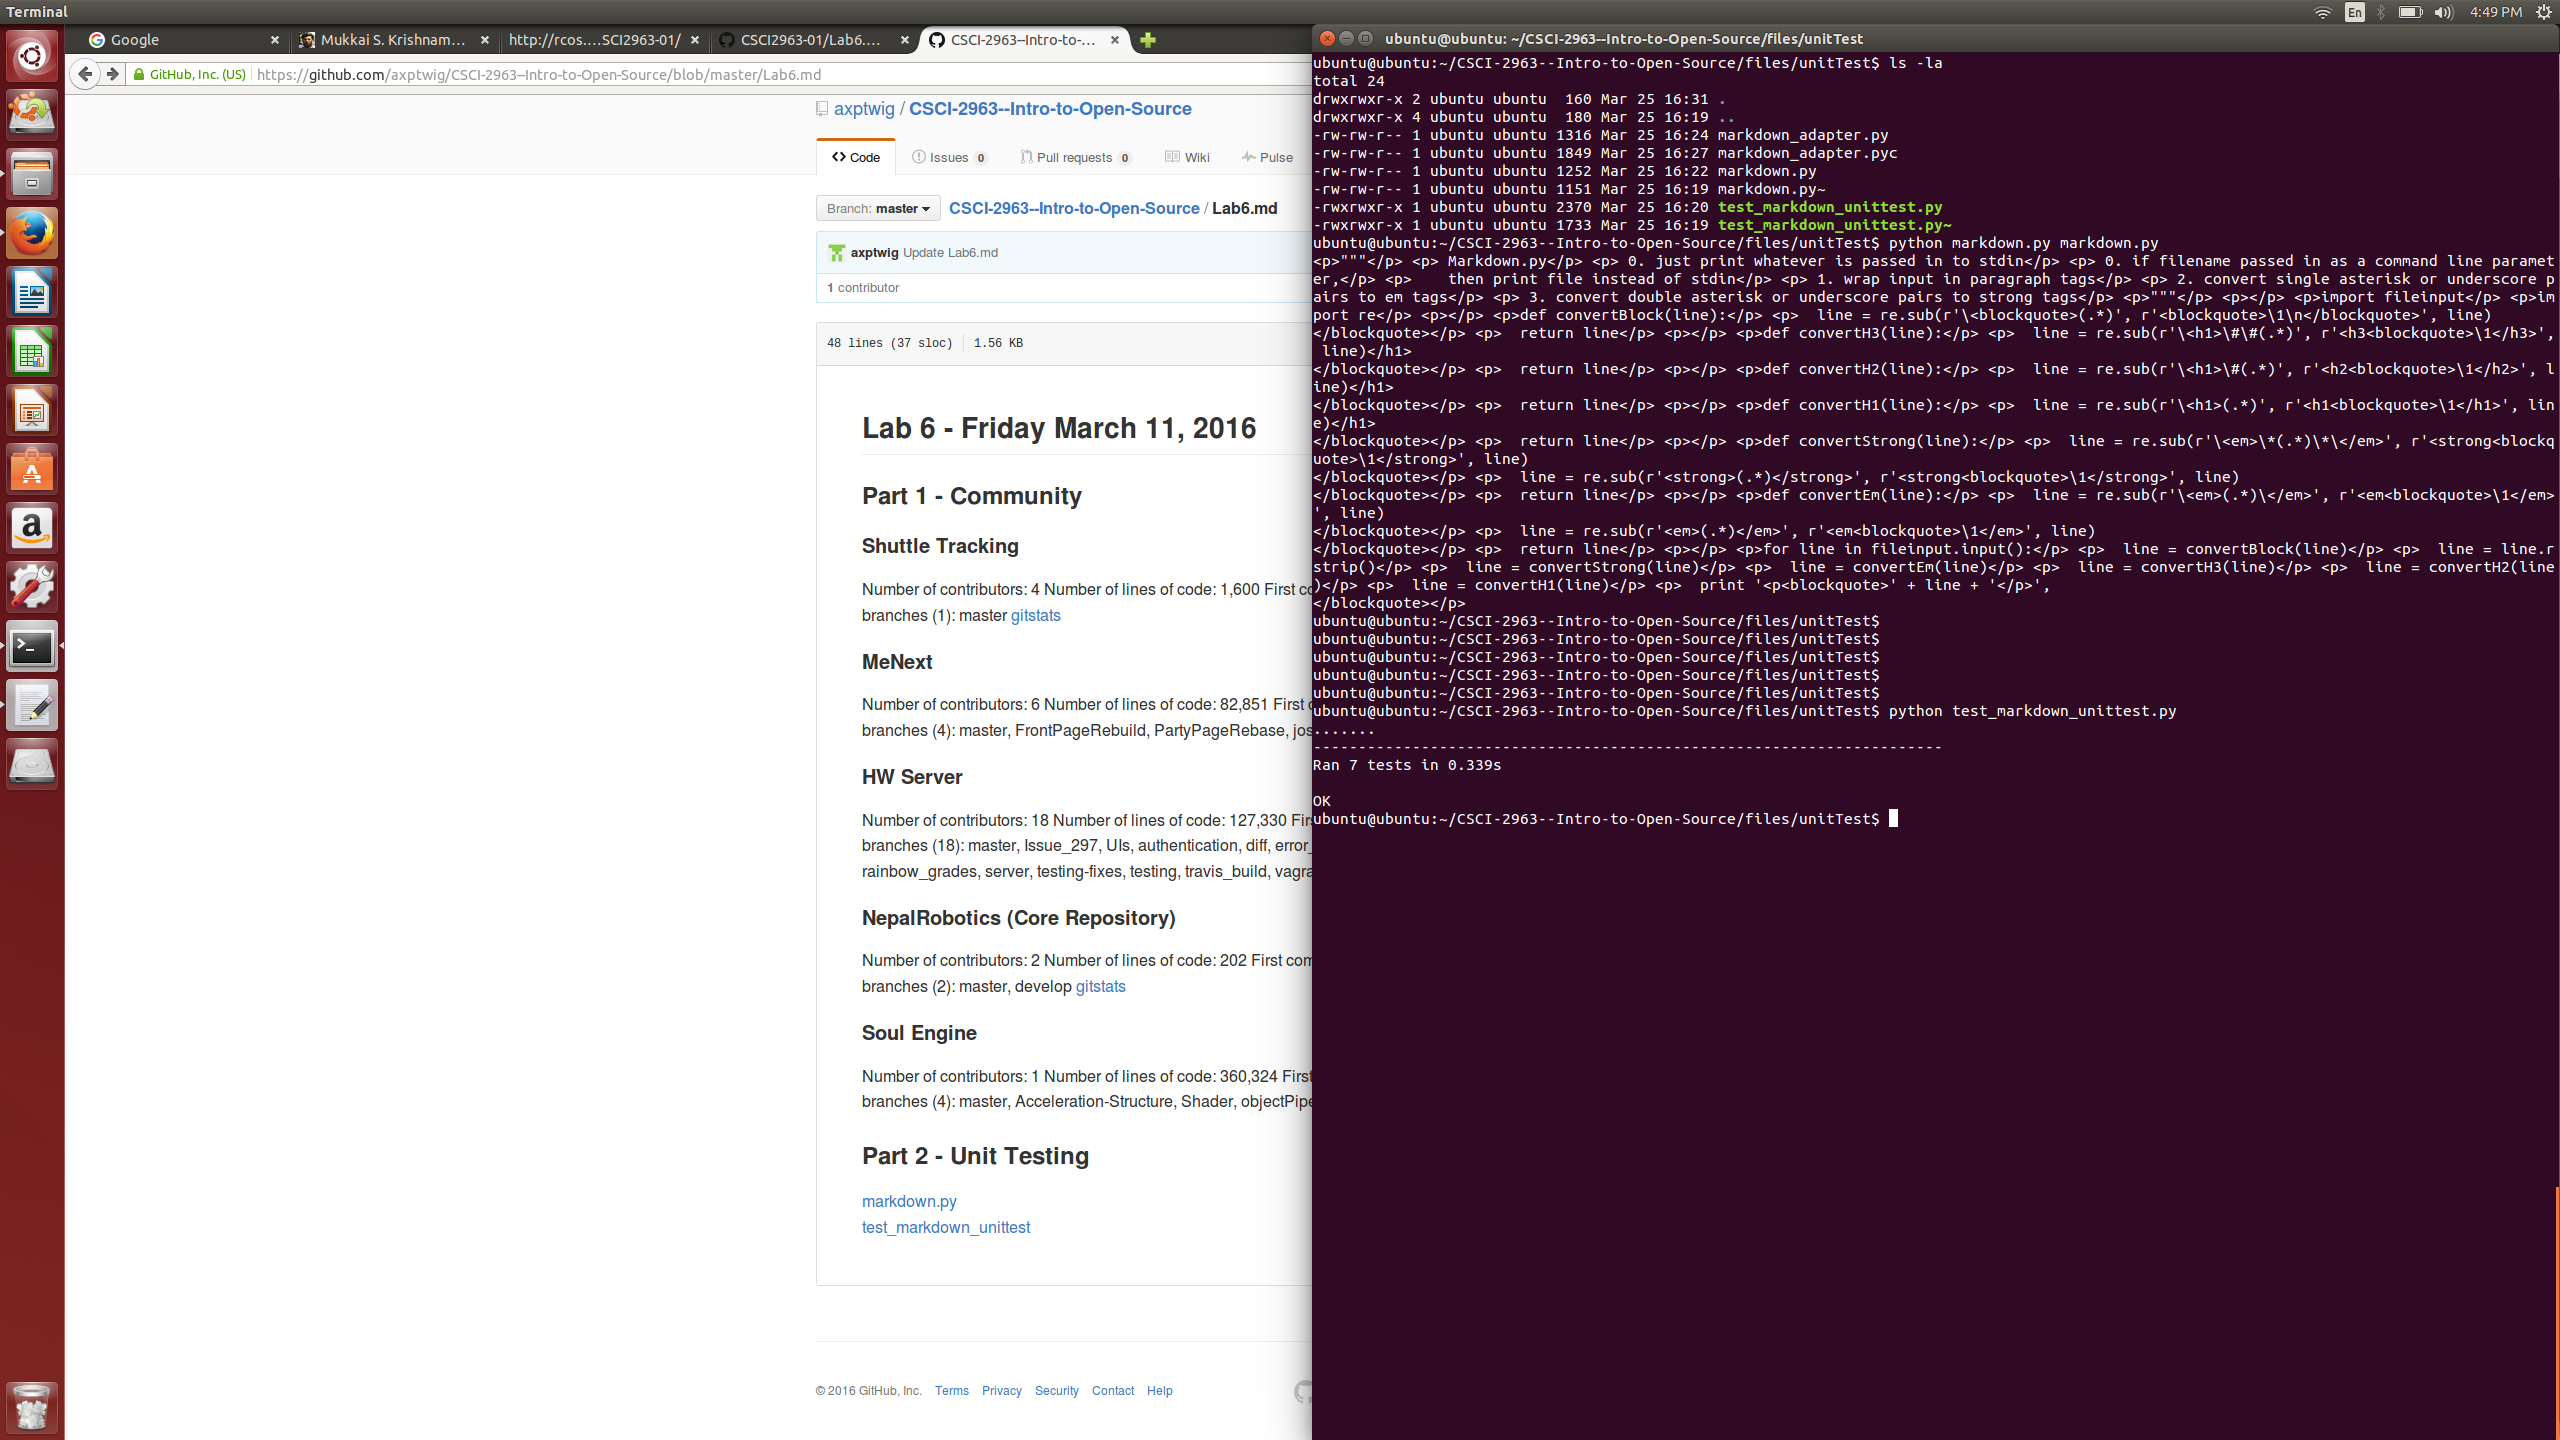 Terminal
En
4:49 PM
Google
Mukkai S. Krishnam...
http://rcos....SCI2963-01/
CSCI2963-01/Lab6....
CSCI-2963--Intro-to-...
GitHub, Inc. (US)
https://github.com/axptwig/CSCI-2963--Intro-to-Open-Source/blob/master/Lab6.md
axptwig / CSCI-2963--Intro-to-Open-Source
Code
Issues 0
Pull requests 0
Wiki
Pulse
Branch: master
CSCI-2963--Intro-to-Open-Source / Lab6.md
axptwig Update Lab6.md
1 contributor
48 lines (37 sloc)
1.56 KB
Lab 6 - Friday March 11, 2016
Part 1 - Community
Shuttle Tracking
Number of contributors: 4 Number of lines of code: 1,600 First co
branches (1): master gitstats
MeNext
Number of contributors: 6 Number of lines of code: 82,851 First
branches (4): master, FrontPageRebuild, PartyPageRebase, jos
HW Server
Number of contributors: 18 Number of lines of code: 127,330 Firs
branches (18): master, Issue_297, UIs, authentication, diff, error_
rainbow_grades, server, testing-fixes, testing, travis_build, vagra
NepalRobotics (Core Repository)
Number of contributors: 2 Number of lines of code: 202 First com
branches (2): master, develop gitstats
Soul Engine
Number of contributors: 1 Number of lines of code: 360,324 First
branches (4): master, Acceleration-Structure, Shader, objectPipe
Part 2 - Unit Testing
markdown.py
test_markdown_unittest
© 2016 GitHub, Inc. Terms Privacy Security Contact Help
ubuntu@ubuntu: ~/CSCI-2963--Intro-to-Open-Source/files/unitTest
ubuntu@ubuntu:~/CSCI-2963--Intro-to-Open-Source/files/unitTest$ ls -la
total 24
drwxrwxr-x 2 ubuntu ubuntu  160 Mar 25 16:31 .
drwxrwxr-x 4 ubuntu ubuntu  180 Mar 25 16:19 ..
-rw-rw-r-- 1 ubuntu ubuntu 1316 Mar 25 16:24 markdown_adapter.py
-rw-rw-r-- 1 ubuntu ubuntu 1849 Mar 25 16:27 markdown_adapter.pyc
-rw-rw-r-- 1 ubuntu ubuntu 1252 Mar 25 16:22 markdown.py
-rw-rw-r-- 1 ubuntu ubuntu 1151 Mar 25 16:19 markdown.py~
-rwxrwxr-x 1 ubuntu ubuntu 2370 Mar 25 16:20 test_markdown_unittest.py
-rwxrwxr-x 1 ubuntu ubuntu 1733 Mar 25 16:19 test_markdown_unittest.py~
ubuntu@ubuntu:~/CSCI-2963--Intro-to-Open-Source/files/unitTest$ python markdown.py markdown.py
<p>"""</p> <p> Markdown.py</p> <p> 0. just print whatever is passed in to stdin</p> <p> 0. if filename passed in as a command line paramet
er,</p> <p>    then print file instead of stdin</p> <p> 1. wrap input in paragraph tags</p> <p> 2. convert single asterisk or underscore p
airs to em tags</p> <p> 3. convert double asterisk or underscore pairs to strong tags</p> <p>"""</p> <p></p> <p>import fileinput</p> <p>im
port re</p> <p></p> <p>def convertBlock(line):</p> <p>  line = re.sub(r'\<blockquote>(.*)', r'<blockquote>\1\n</blockquote>', line)
</blockquote></p> <p>  return line</p> <p></p> <p>def convertH3(line):</p> <p>  line = re.sub(r'\<h1>\#\#(.*)', r'<h3<blockquote>\1</h3>',
 line)</h1>
</blockquote></p> <p>  return line</p> <p></p> <p>def convertH2(line):</p> <p>  line = re.sub(r'\<h1>\#(.*)', r'<h2<blockquote>\1</h2>', l
ine)</h1>
</blockquote></p> <p>  return line</p> <p></p> <p>def convertH1(line):</p> <p>  line = re.sub(r'\<h1>(.*)', r'<h1<blockquote>\1</h1>', lin
e)</h1>
</blockquote></p> <p>  return line</p> <p></p> <p>def convertStrong(line):</p> <p>  line = re.sub(r'\<em>\*(.*)\*\</em>', r'<strong<blockq
uote>\1</strong>', line)
</blockquote></p> <p>  line = re.sub(r'<strong>(.*)</strong>', r'<strong<blockquote>\1</strong>', line)
</blockquote></p> <p>  return line</p> <p></p> <p>def convertEm(line):</p> <p>  line = re.sub(r'\<em>(.*)\</em>', r'<em<blockquote>\1</em>
', line)
</blockquote></p> <p>  line = re.sub(r'<em>(.*)</em>', r'<em<blockquote>\1</em>', line)
</blockquote></p> <p>  return line</p> <p></p> <p>for line in fileinput.input():</p> <p>  line = convertBlock(line)</p> <p>  line = line.r
strip()</p> <p>  line = convertStrong(line)</p> <p>  line = convertEm(line)</p> <p>  line = convertH3(line)</p> <p>  line = convertH2(line
)</p> <p>  line = convertH1(line)</p> <p>  print '<p<blockquote>' + line + '</p>',
</blockquote></p>
ubuntu@ubuntu:~/CSCI-2963--Intro-to-Open-Source/files/unitTest$
ubuntu@ubuntu:~/CSCI-2963--Intro-to-Open-Source/files/unitTest$
ubuntu@ubuntu:~/CSCI-2963--Intro-to-Open-Source/files/unitTest$
ubuntu@ubuntu:~/CSCI-2963--Intro-to-Open-Source/files/unitTest$
ubuntu@ubuntu:~/CSCI-2963--Intro-to-Open-Source/files/unitTest$
ubuntu@ubuntu:~/CSCI-2963--Intro-to-Open-Source/files/unitTest$ python test_markdown_unittest.py
.......
----------------------------------------------------------------------
Ran 7 tests in 0.339s
OK
ubuntu@ubuntu:~/CSCI-2963--Intro-to-Open-Source/files/unitTest$